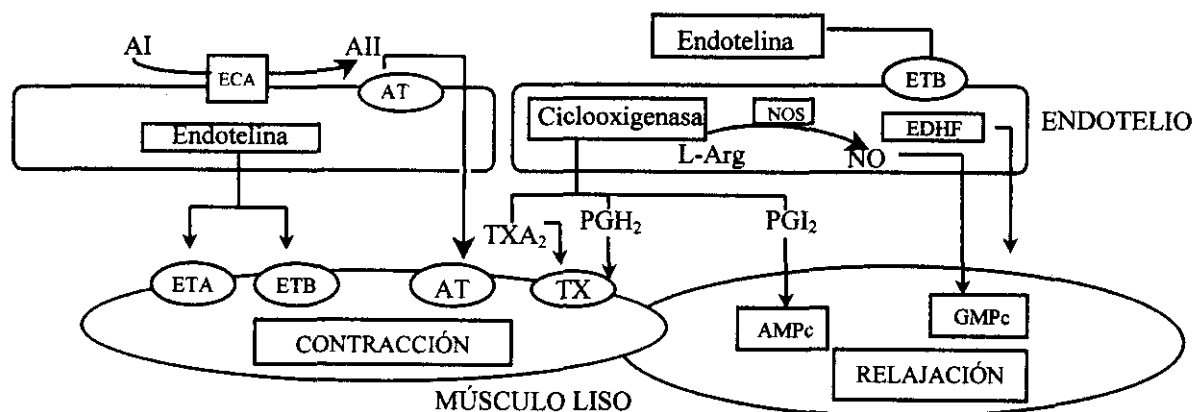 AI
AII
ECA
AT
Endotelina
Endotelina
ETB
Ciclooxigenasa
NOS
EDHF
L-Arg
NO
ENDOTELIO
TXA₂
PGH₂
PGI₂
ETA
ETB
AT
TX
AMPc
GMPc
CONTRACCIÓN
RELAJACIÓN
MÚSCULO LISO